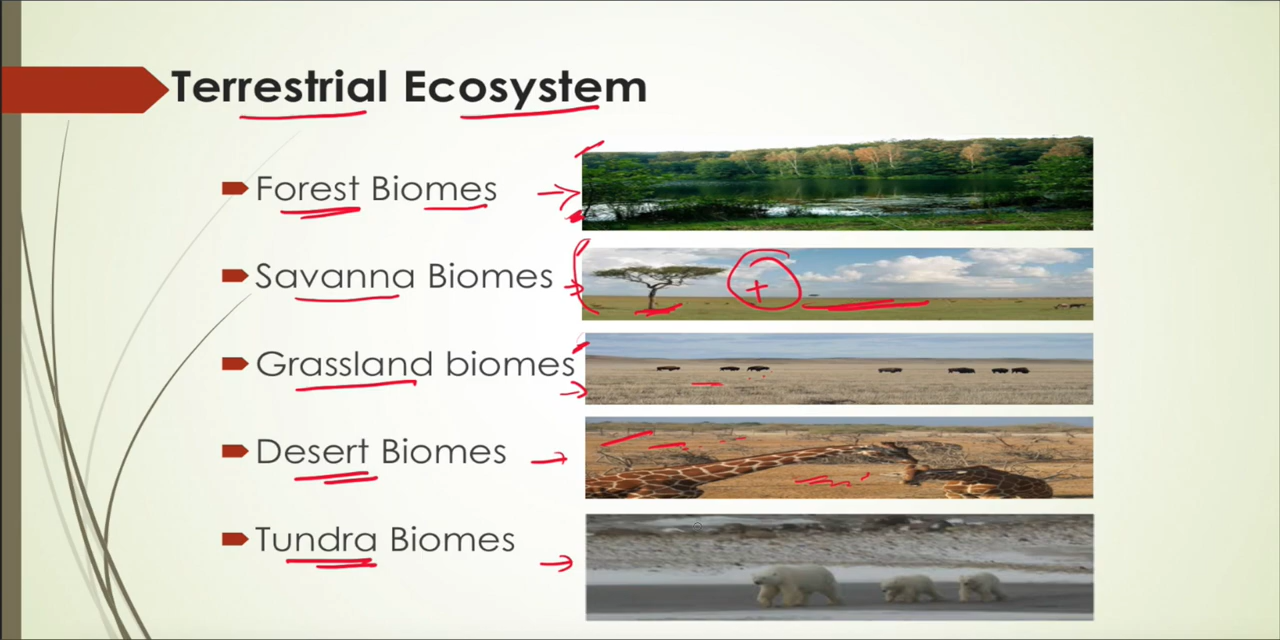 Terrestrial Ecosystem
Forest Biomes
Savanna Biomes
Grassland biomes
Desert Biomes
Tundra Biomes